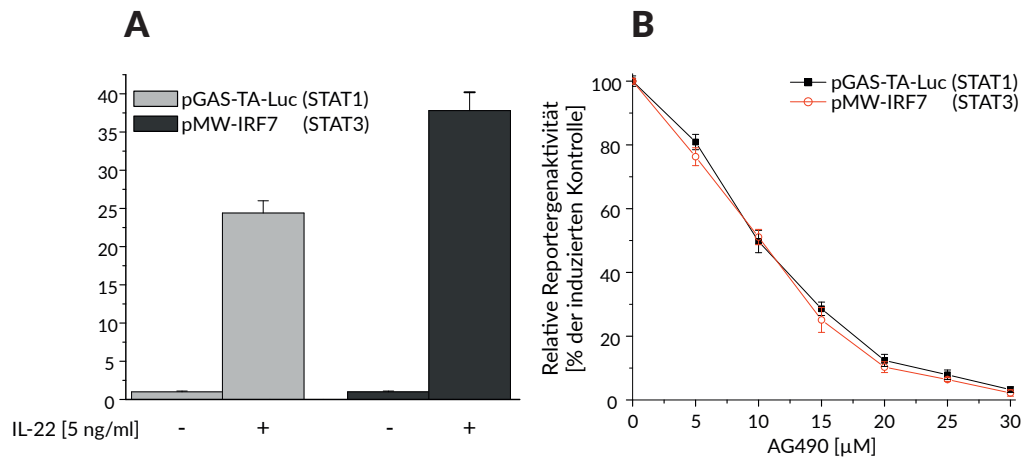 A
pGAS-TA-Luc (STAT1)
pMW-IRF7 (STAT3)
40
35
30
25
20
15
10
5
0
IL-22 [5 ng/ml] - + - +
B
pGAS-TA-Luc (STAT1)
pMW-IRF7 (STAT3)
Relative Reportergenaktivität
[% der induzierten Kontrolle]
100
80
60
40
20
0
0 5 10 15 20 25 30
AG490 [µM]